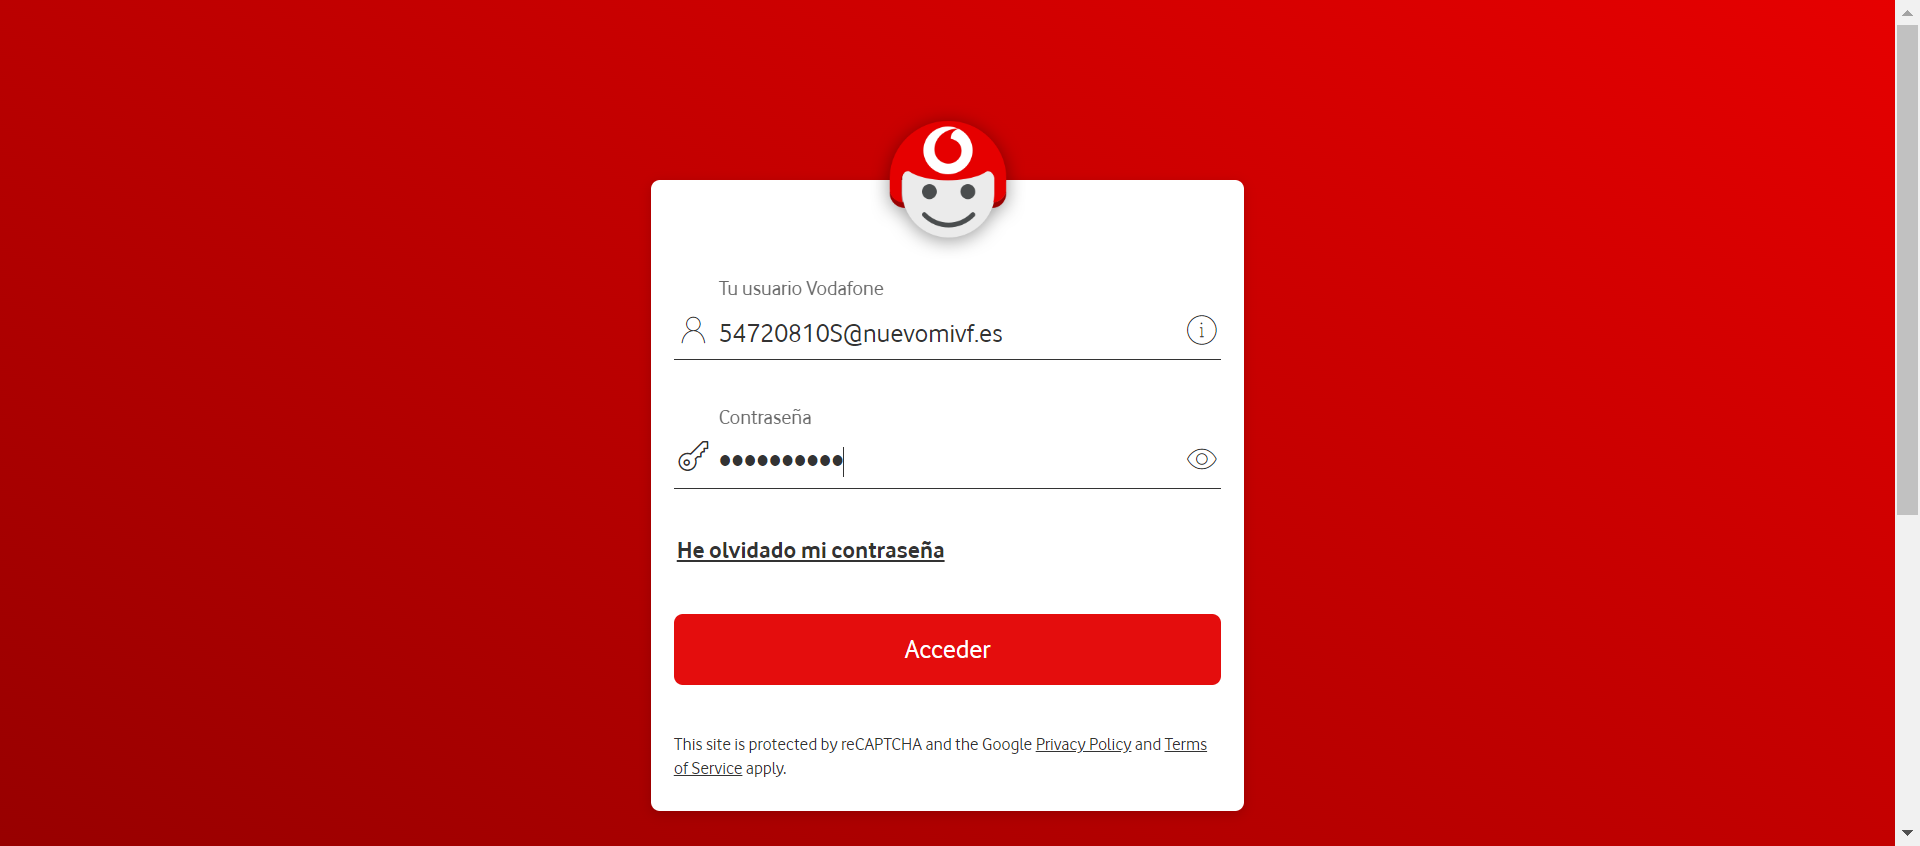 Tu usuario Vodafone
54720810S@nuevomivf.es
Contraseña
He olvidado mi contraseña
Acceder
This site is protected by reCAPTCHA and the Google Privacy Policy and Terms
of Service apply.